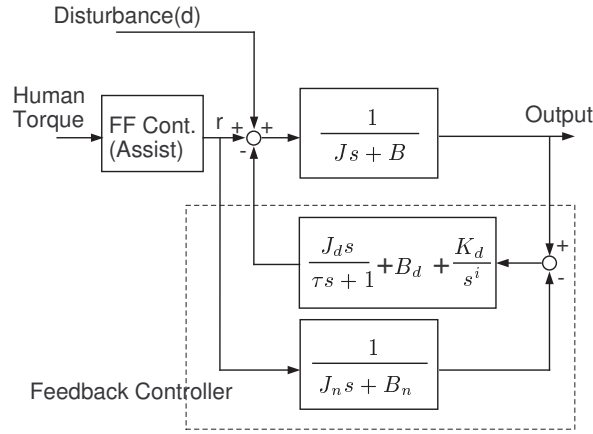 Disturbance(d)
Human
Torque
FF Cont.
(Assist)
r + +
-
1
Js + B
Output
J_d s
τs + 1
+B_d +
K_d
s^i
+
-
1
J_n s + B_n
Feedback Controller